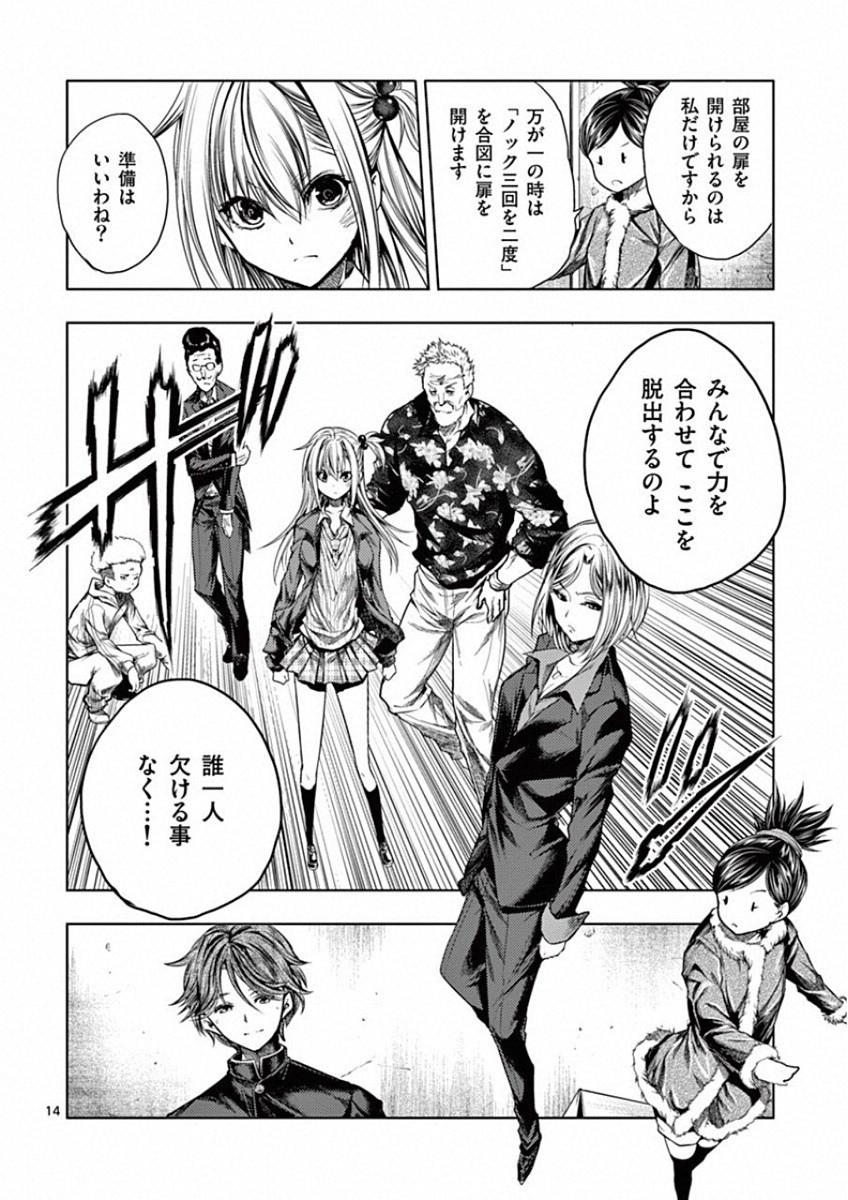 部屋の扉を
開けられるのは
私だけですから
万が一の時は
「ノック三回を二度」
を合図に扉を
開けます
準備は
いいわね?
みんなで力を
合わせて ここを
脱出するのよ
誰一人
欠ける事
なく…!
14